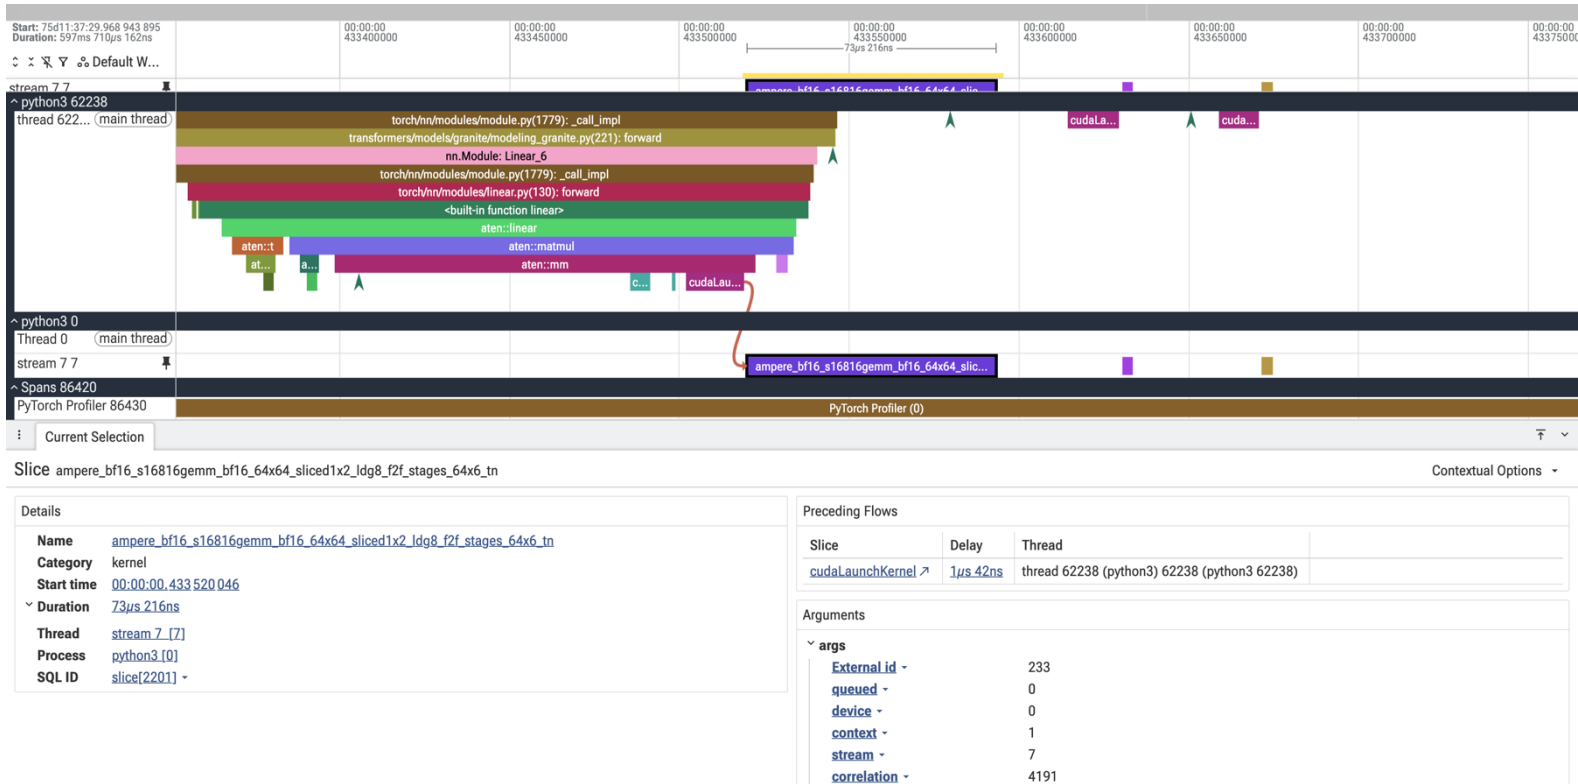 Start: 75d11:37:29.968 943 895
Duration: 597ms 710µs 162ns
00:00:00
433400000
00:00:00
433450000
00:00:00
433500000
00:00:00
433550000
00:00:00
433600000
00:00:00
433650000
00:00:00
433700000
00:00:00
43375000
73µs 216ns
Default W...
stream 7 7
ampere_bf16_s16816gemm_bf16_64x64_slic...
python3 62238
thread 622... (main thread)
torch/nn/modules/module.py(1779): _call_impl
cudaLa...
cuda...
transformers/models/granite/modeling_granite.py(221): forward
nn.Module: Linear_6
torch/nn/modules/module.py(1779): _call_impl
torch/nn/modules/linear.py(130): forward
<built-in function linear>
aten::linear
aten::t
aten::matmul
at...
a...
aten::mm
c...
cudaLau...
python3 0
Thread 0 (main thread)
stream 7 7
ampere_bf16_s16816gemm_bf16_64x64_slic...
Spans 86420
PyTorch Profiler 86430
PyTorch Profiler (0)
Current Selection
Slice ampere_bf16_s16816gemm_bf16_64x64_sliced1x2_ldg8_f2f_stages_64x6_tn
Contextual Options
Details
Name ampere_bf16_s16816gemm_bf16_64x64_sliced1x2_ldg8_f2f_stages_64x6_tn
Category kernel
Start time 00:00:00.433 520 046
Duration 73µs 216ns
Thread stream 7 [7]
Process python3 [0]
SQL ID slice[2201]
Preceding Flows
Slice Delay Thread
cudaLaunchKernel 1µs 42ns thread 62238 (python3) 62238 (python3 62238)
Arguments
args
External id 233
queued 0
device 0
context 1
stream 7
correlation 4191